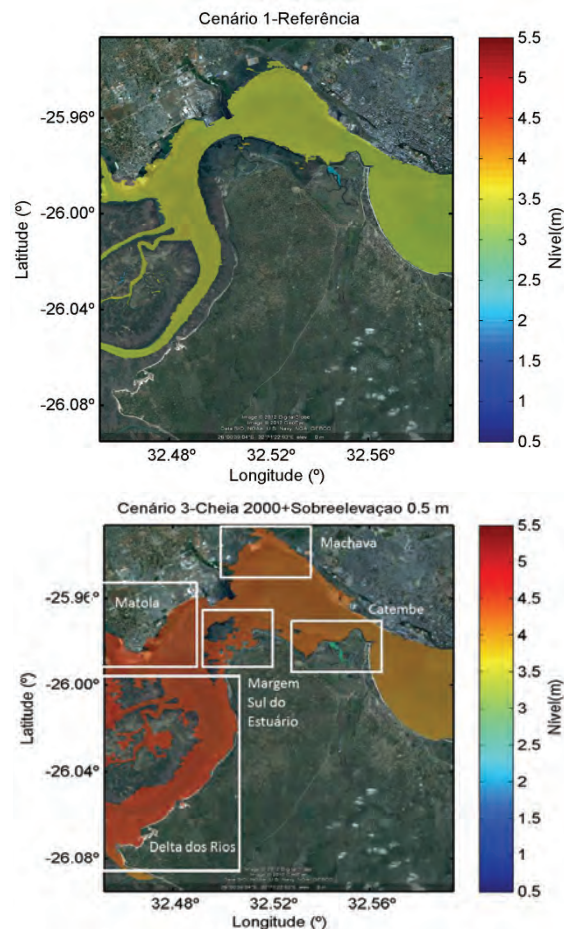 Cenário 1-Referência
5.5
5
4.5
4
3.5
3
2.5
2
1.5
1
0.5
Nível(m)
-25.96º
-26.00º
-26.04º
-26.08º
Latitude (º)
32.48º
32.52º
32.56º
Longitude (º)
Cenário 3-Cheia 2000+Sobreelevaçao 0.5 m
Machava
Matola
Catembe
Margem
Sul do
Estuário
Delta dos Rios
5.5
5
4.5
4
3.5
3
2.5
2
1.5
1
0.5
Nível(m)
-25.96º
-26.00º
-26.04º
-26.08º
Latitude (º)
32.48º
32.52º
32.56º
Longitude (º)